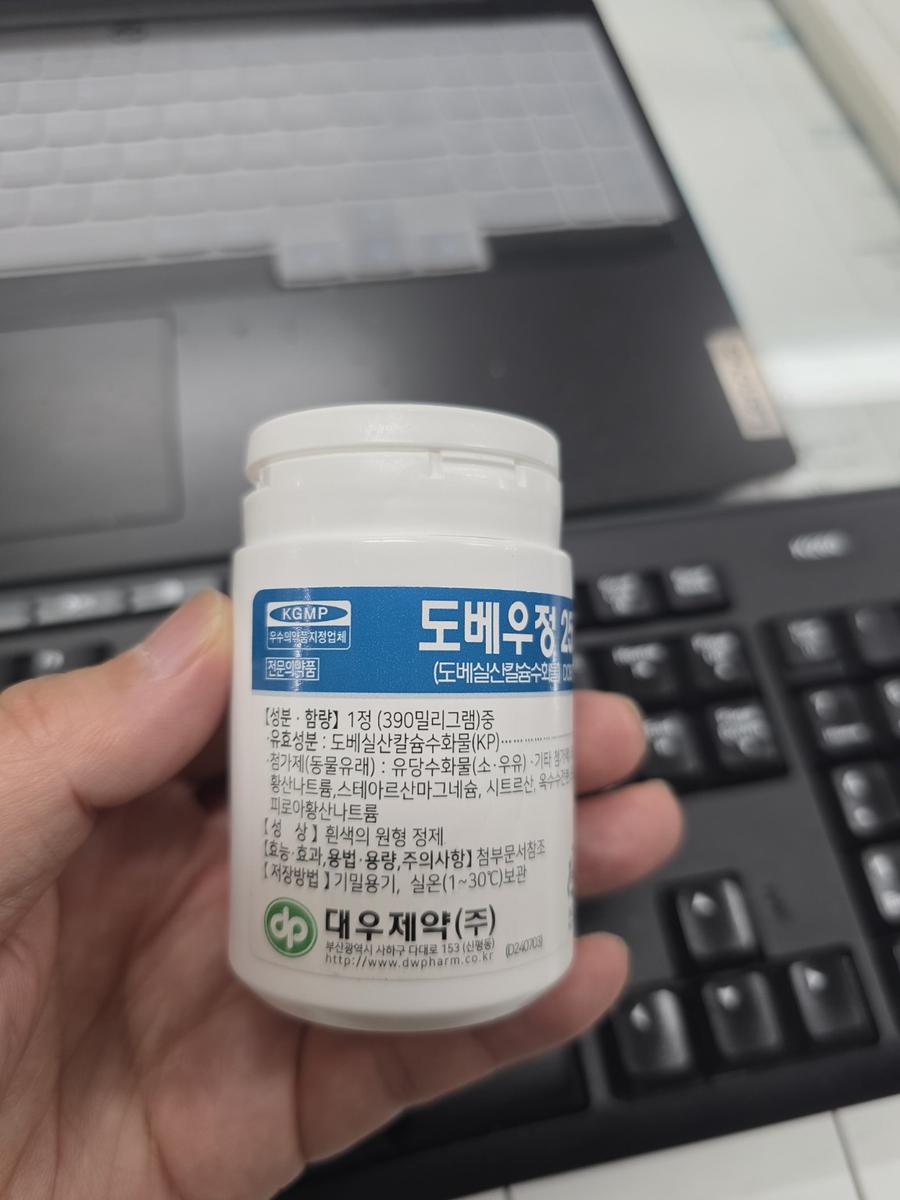 KGMP
우수의약품지정업체
전문의약품
도베우정 25
(도베실산칼슘수화물)
【성분·함량】 1정 (390밀리그램)중
·유효성분 : 도베실산칼슘수화물(KP)
·첨가제(동물유래) : 유당수화물(소·우유) ·기타
황산나트륨,스테아르산마그네슘, 시트르산,
피로아황산나트륨
【성 상】 흰색의 원형 정제
【효능·효과,용법·용량,주의사항】 첨부문서참조
【저장방법】 기밀용기, 실온(1~30℃)보관
dp 대우제약(주)
부산광역시 사하구 다대로 153 (신평동)
http://www.dwpharm.co.kr
(D240703)